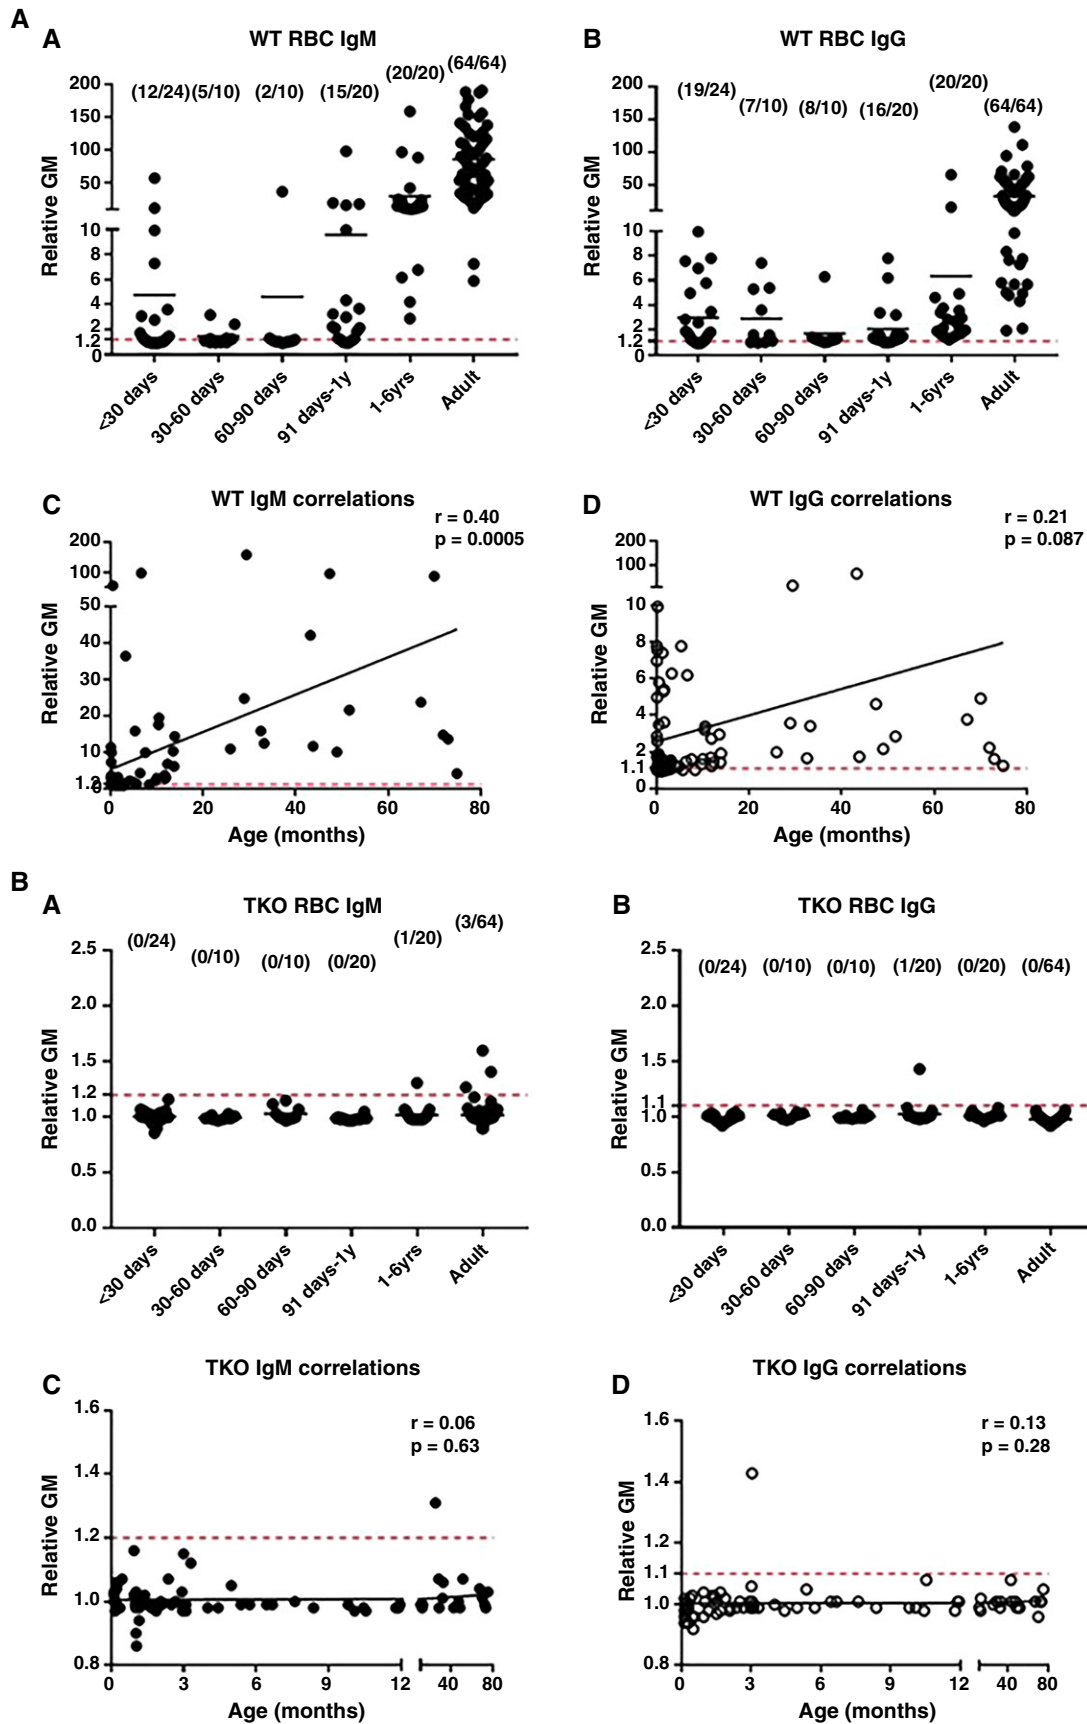 A
A
WT RBC IgM
(12/24)
(5/10)
(2/10)
(15/20)
(20/20)
(64/64)
Relative GM
200
150
100
50
10
8
6
4
2
1.2
0
<30 days
30-60 days
60-90 days
91 days-1y
1-6yrs
Adult
B
WT RBC IgG
(19/24)
(7/10)
(8/10)
(16/20)
(20/20)
(64/64)
Relative GM
200
150
100
50
10
8
6
4
2
1.2
0
<30 days
30-60 days
60-90 days
91 days-1y
1-6yrs
Adult
C
WT IgM correlations
r = 0.40
p = 0.0005
Relative GM
200
100
50
40
30
20
10
1.2
0
0
20
40
60
80
Age (months)
D
WT IgG correlations
r = 0.21
p = 0.087
Relative GM
200
100
10
8
6
4
2
1.1
0
0
20
40
60
80
Age (months)
B
A
TKO RBC IgM
(0/24)
(0/10)
(0/10)
(0/20)
(1/20)
(3/64)
Relative GM
2.5
2.0
1.5
1.2
1.0
0.5
0.0
<30 days
30-60 days
60-90 days
91 days-1y
1-6yrs
Adult
B
TKO RBC IgG
(0/24)
(0/10)
(0/10)
(1/20)
(0/20)
(0/64)
Relative GM
2.5
2.0
1.5
1.1
1.0
0.5
0.0
<30 days
30-60 days
60-90 days
91 days-1y
1-6yrs
Adult
C
TKO IgM correlations
r = 0.06
p = 0.63
Relative GM
1.6
1.4
1.2
1.0
0.8
0
3
6
9
12
40
80
Age (months)
D
TKO IgG correlations
r = 0.13
p = 0.28
Relative GM
1.6
1.4
1.2
1.1
1.0
0.8
0
3
6
9
12
40
80
Age (months)